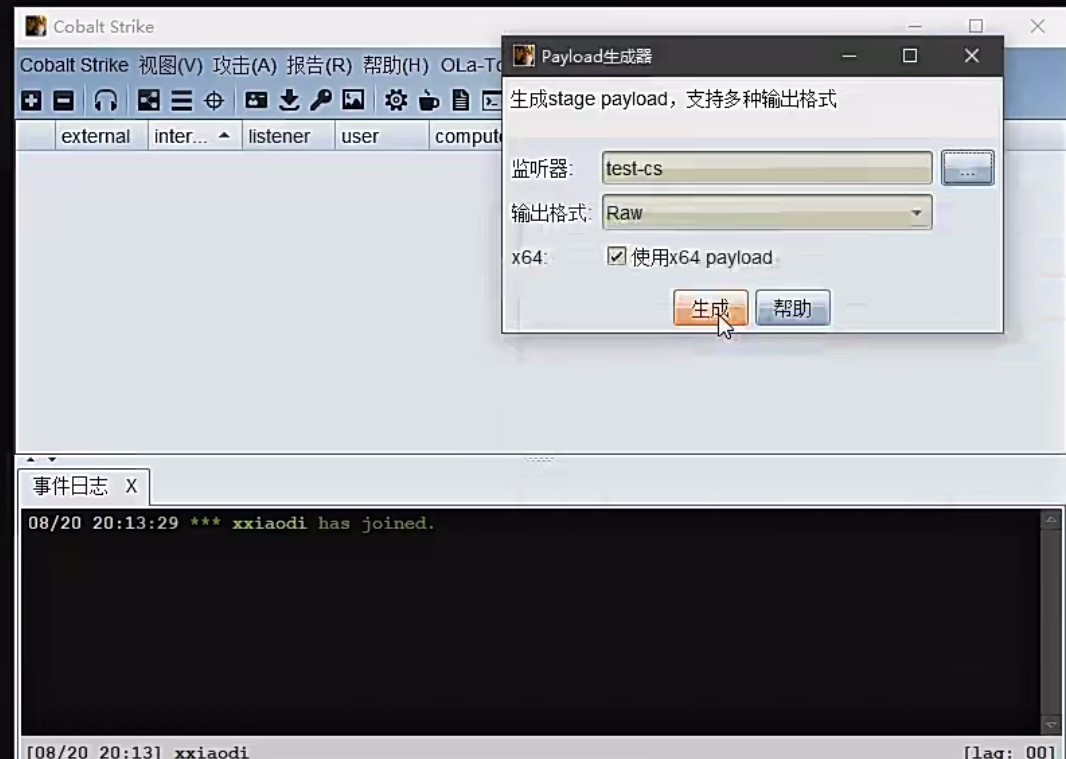 Cobalt Strike
Cobalt Strike 视图(V) 攻击(A) 报告(R) 帮助(H) OLa-To
external inter... listener user compute
Payload生成器
生成stage payload，支持多种输出格式
监听器: test-cs ...
输出格式: Raw
x64: 使用x64 payload
生成 帮助
事件日志 X
08/20 20:13:29 *** xxiaodi has joined.
[08/20 20:13] xxiaodi [lag: 00]